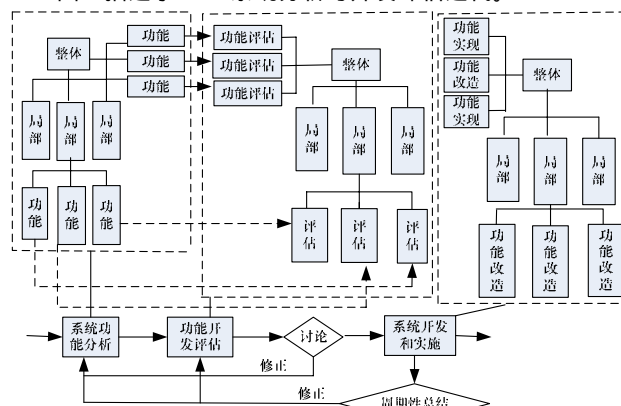 功能
功能
功能
整体
局
部
局
部
局
部
功
能
功
能
功
能
功能评估
功能评估
功能评估
整体
局
部
局
部
局
部
评
估
评
估
评
估
功能
实现
功能
改造
功能
实现
整体
局
部
局
部
局
部
功
能
改
造
功
能
改
造
功
能
改
造
系统功
能分析
功能开
发评估
讨论
系统开发
和实施
修正
修正
周期性总结